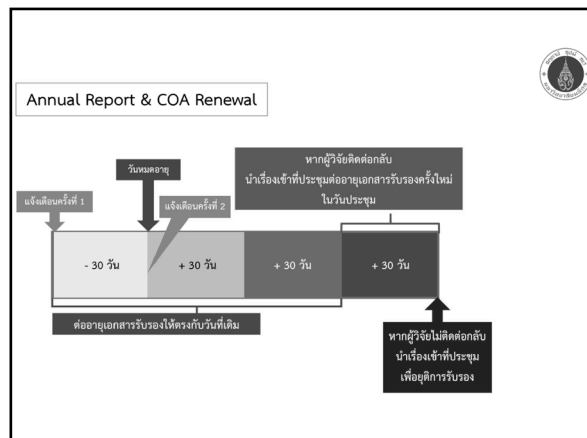 Annual Report & COA Renewal
หากผู้วิจัยติดต่อกลับ
นำเรื่องเข้าที่ประชุมต่ออายุเอกสารรับรองครั้งใหม่
ในวันประชุม
วันหมดอายุ
แจ้งเตือนครั้งที่ 1
แจ้งเตือนครั้งที่ 2
- 30 วัน
+ 30 วัน
+ 30 วัน
+ 30 วัน
ต่ออายุเอกสารรับรองให้ตรงกับวันที่เดิม
หากผู้วิจัยไม่ติดต่อกลับ
นำเรื่องเข้าที่ประชุม
เพื่อยุติการรับรอง